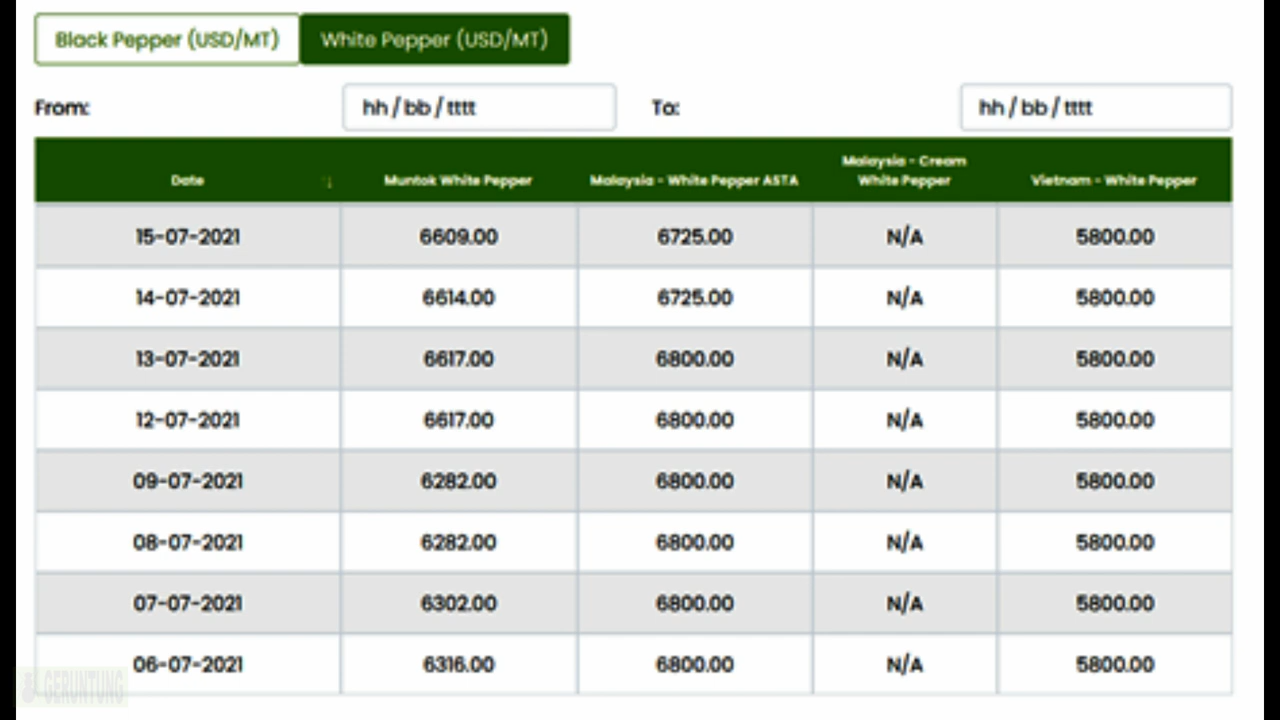 Black Pepper (USD/MT) White Pepper (USD/MT)
From: hh / bb / tttt To: hh / bb / tttt
Date Muntok White Pepper Malaysia - White Pepper ASTA Malaysia - Cream White Pepper Vietnam - White Pepper
15-07-2021 6609.00 6725.00 N/A 5800.00
14-07-2021 6614.00 6725.00 N/A 5800.00
13-07-2021 6617.00 6800.00 N/A 5800.00
12-07-2021 6617.00 6800.00 N/A 5800.00
09-07-2021 6282.00 6800.00 N/A 5800.00
08-07-2021 6282.00 6800.00 N/A 5800.00
07-07-2021 6302.00 6800.00 N/A 5800.00
06-07-2021 6316.00 6800.00 N/A 5800.00
GERUNTUNG